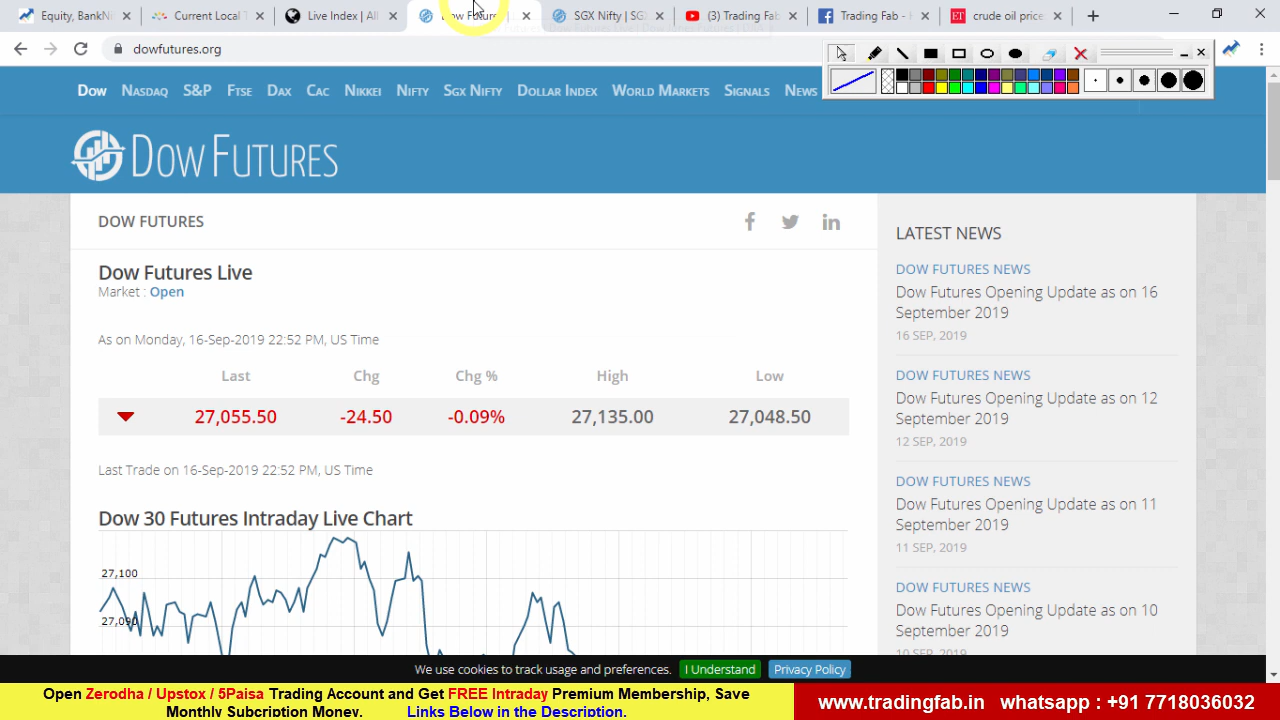 Equity, BankNi
Current Local T
Live Index | All
Dow Futures |
SGX Nifty | SG
(3) Trading Fab
Trading Fab -
crude oil price
dowfutures.org
DOW NASDAQ S&P FTSE DAX CAC NIKKEI NIFTY SGX NIFTY DOLLAR INDEX WORLD MARKETS SIGNALS NEWS
DOW FUTURES
DOW FUTURES
Dow Futures Live
Market : Open
As on Monday, 16-Sep-2019 22:52 PM, US Time
Last Chg Chg % High Low
27,055.50 -24.50 -0.09% 27,135.00 27,048.50
Last Trade on 16-Sep-2019 22:52 PM, US Time
Dow 30 Futures Intraday Live Chart
27,100
27,090
LATEST NEWS
DOW FUTURES NEWS
Dow Futures Opening Update as on 16
September 2019
16 SEP, 2019
DOW FUTURES NEWS
Dow Futures Opening Update as on 12
September 2019
12 SEP, 2019
DOW FUTURES NEWS
Dow Futures Opening Update as on 11
September 2019
11 SEP, 2019
DOW FUTURES NEWS
Dow Futures Opening Update as on 10
September 2019
10 SEP, 2019
We use cookies to track usage and preferences. I Understand Privacy Policy
Open Zerodha / Upstox / 5Paisa Trading Account and Get FREE Intraday Premium Membership, Save
Monthly Subcription Money. Links Below in the Description.
www.tradingfab.in whatsapp : +91 7718036032